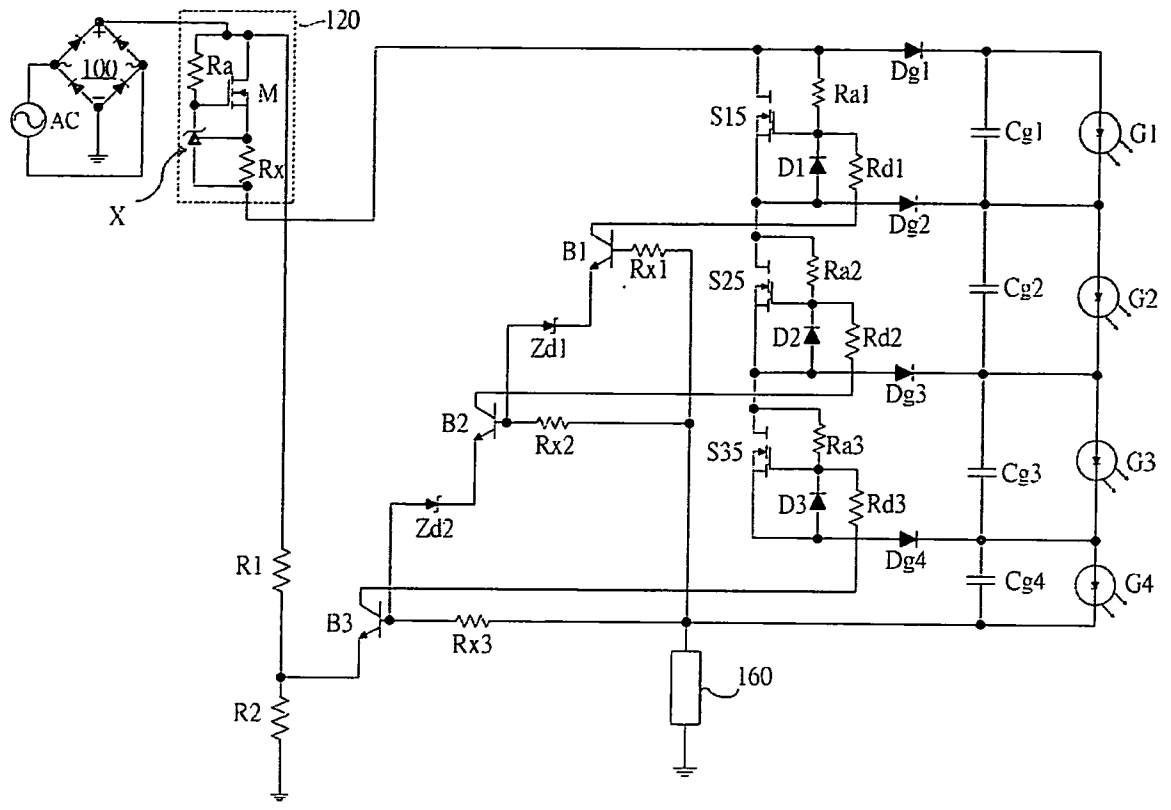 120
+
Ra
~ 100 ~
M
Dg1
−
AC
S15
Ra1
Cg1
G1
Rx
D1
Rd1
X
Dg2
B1
Rx1
S25
Ra2
Cg2
G2
D2
Rd2
Zd1
Dg3
B2
Rx2
S35
Ra3
Cg3
G3
D3
Rd3
Zd2
R1
Dg4
Cg4
G4
B3
Rx3
160
R2